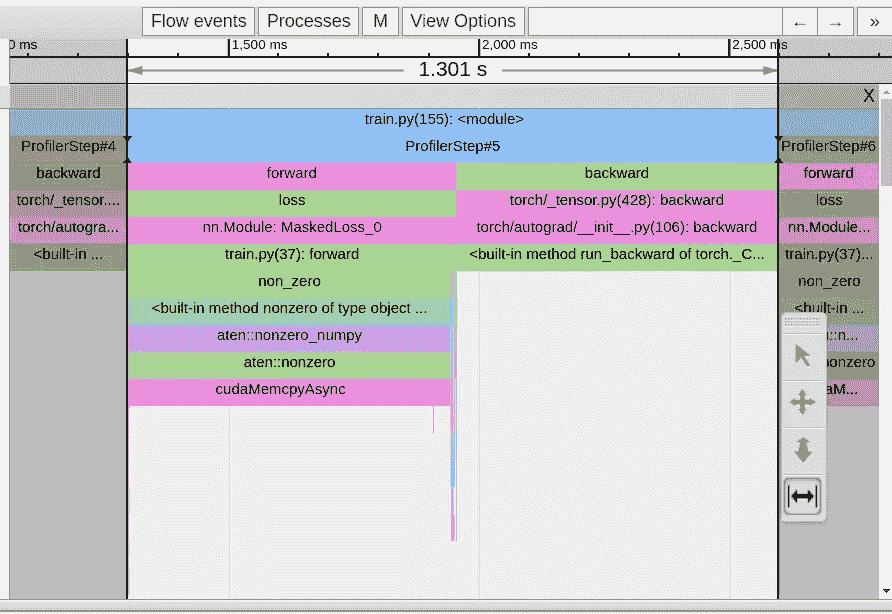 Flow events Processes M View Options ← → »
0 ms 1,500 ms 2,000 ms 2,500 ms
1.301 s
X
train.py(155): <module>
ProfilerStep#4 ProfilerStep#5 ProfilerStep#6
backward forward backward forward
torch/_tensor.... loss torch/_tensor.py(428): backward loss
torch/autogra... nn.Module: MaskedLoss_0 torch/autograd/__init__.py(106): backward nn.Module...
<built-in ... train.py(37): forward <built-in method run_backward of torch._C... train.py(37)...
non_zero non_zero
<built-in method nonzero of type object ... <built-in ...
aten::nonzero_numpy ::n...
aten::nonzero onzero
cudaMemcpyAsync aM...